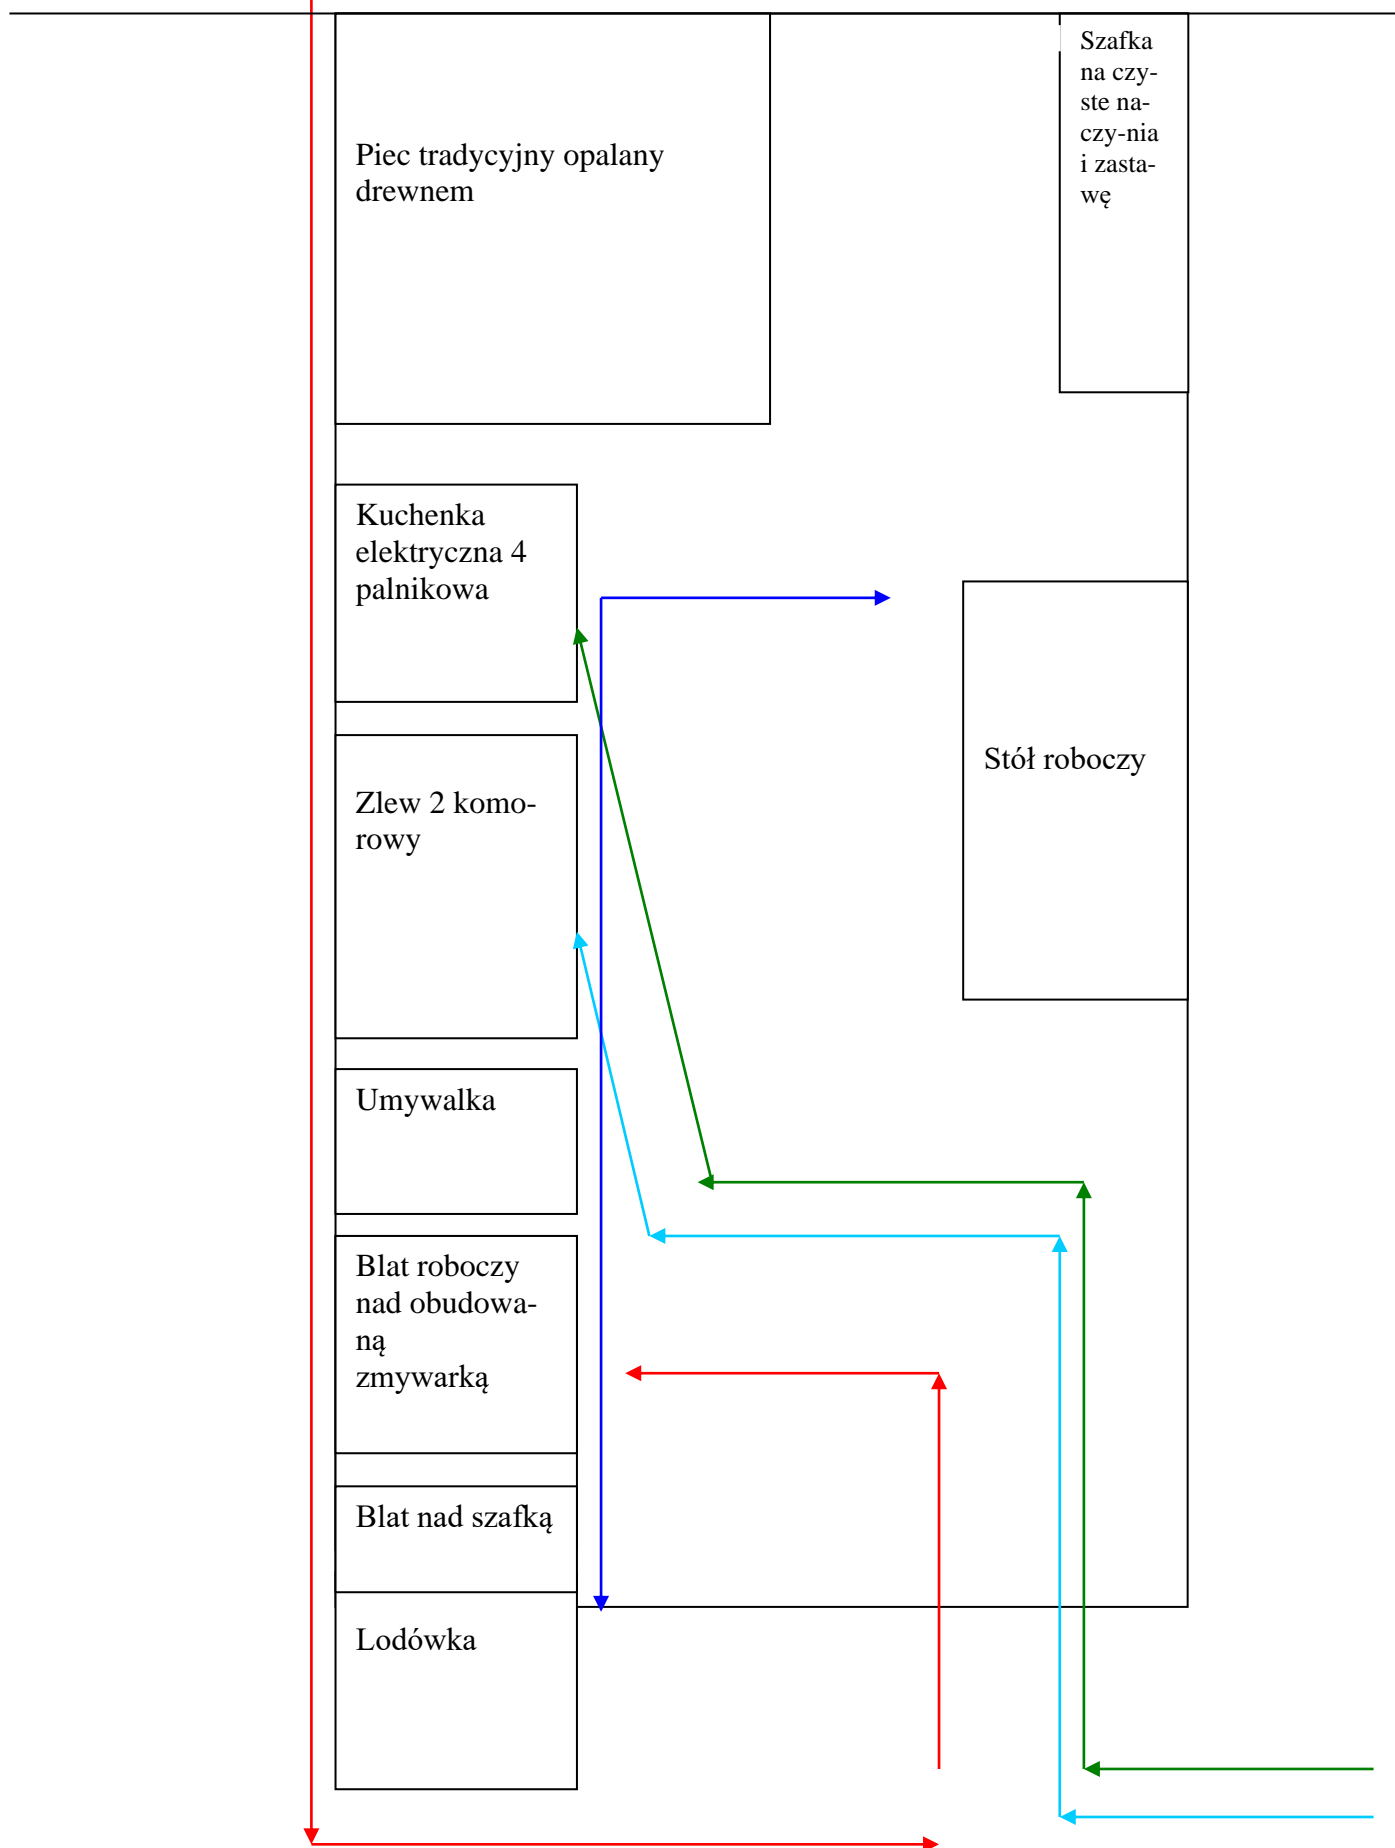 Piec tradycyjny opalany
drewnem
Szafka
na czy-
ste na-
czy-nia
i zasta-
wę
Kuchenka
elektryczna 4
palnikowa
Stół roboczy
Zlew 2 komo-
rowy
Umywalka
Blat roboczy
nad obudowa-
ną
zmywarką
Blat nad szafką
Lodówka